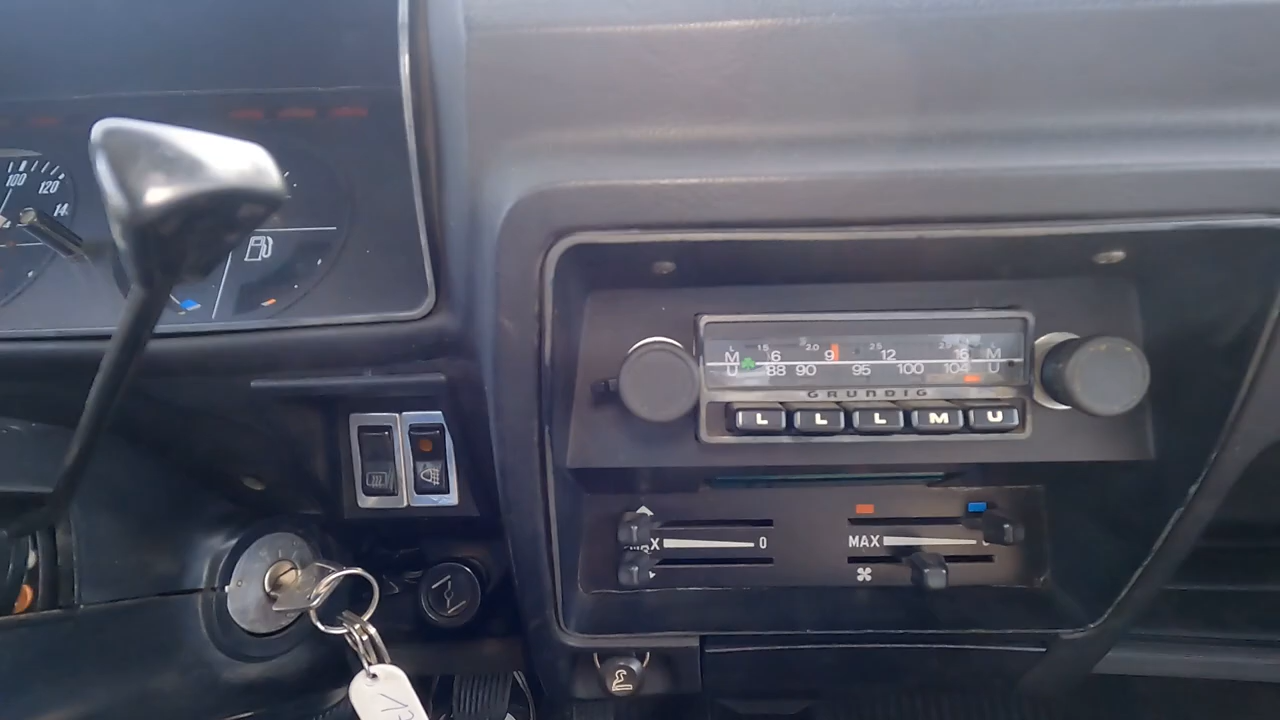 100
120
14
L 1.5 2.0 2.5
M 6 9 12 16 M
U 88 90 95 100 104 U
GRUNDIG
L L L M U
0
MAX